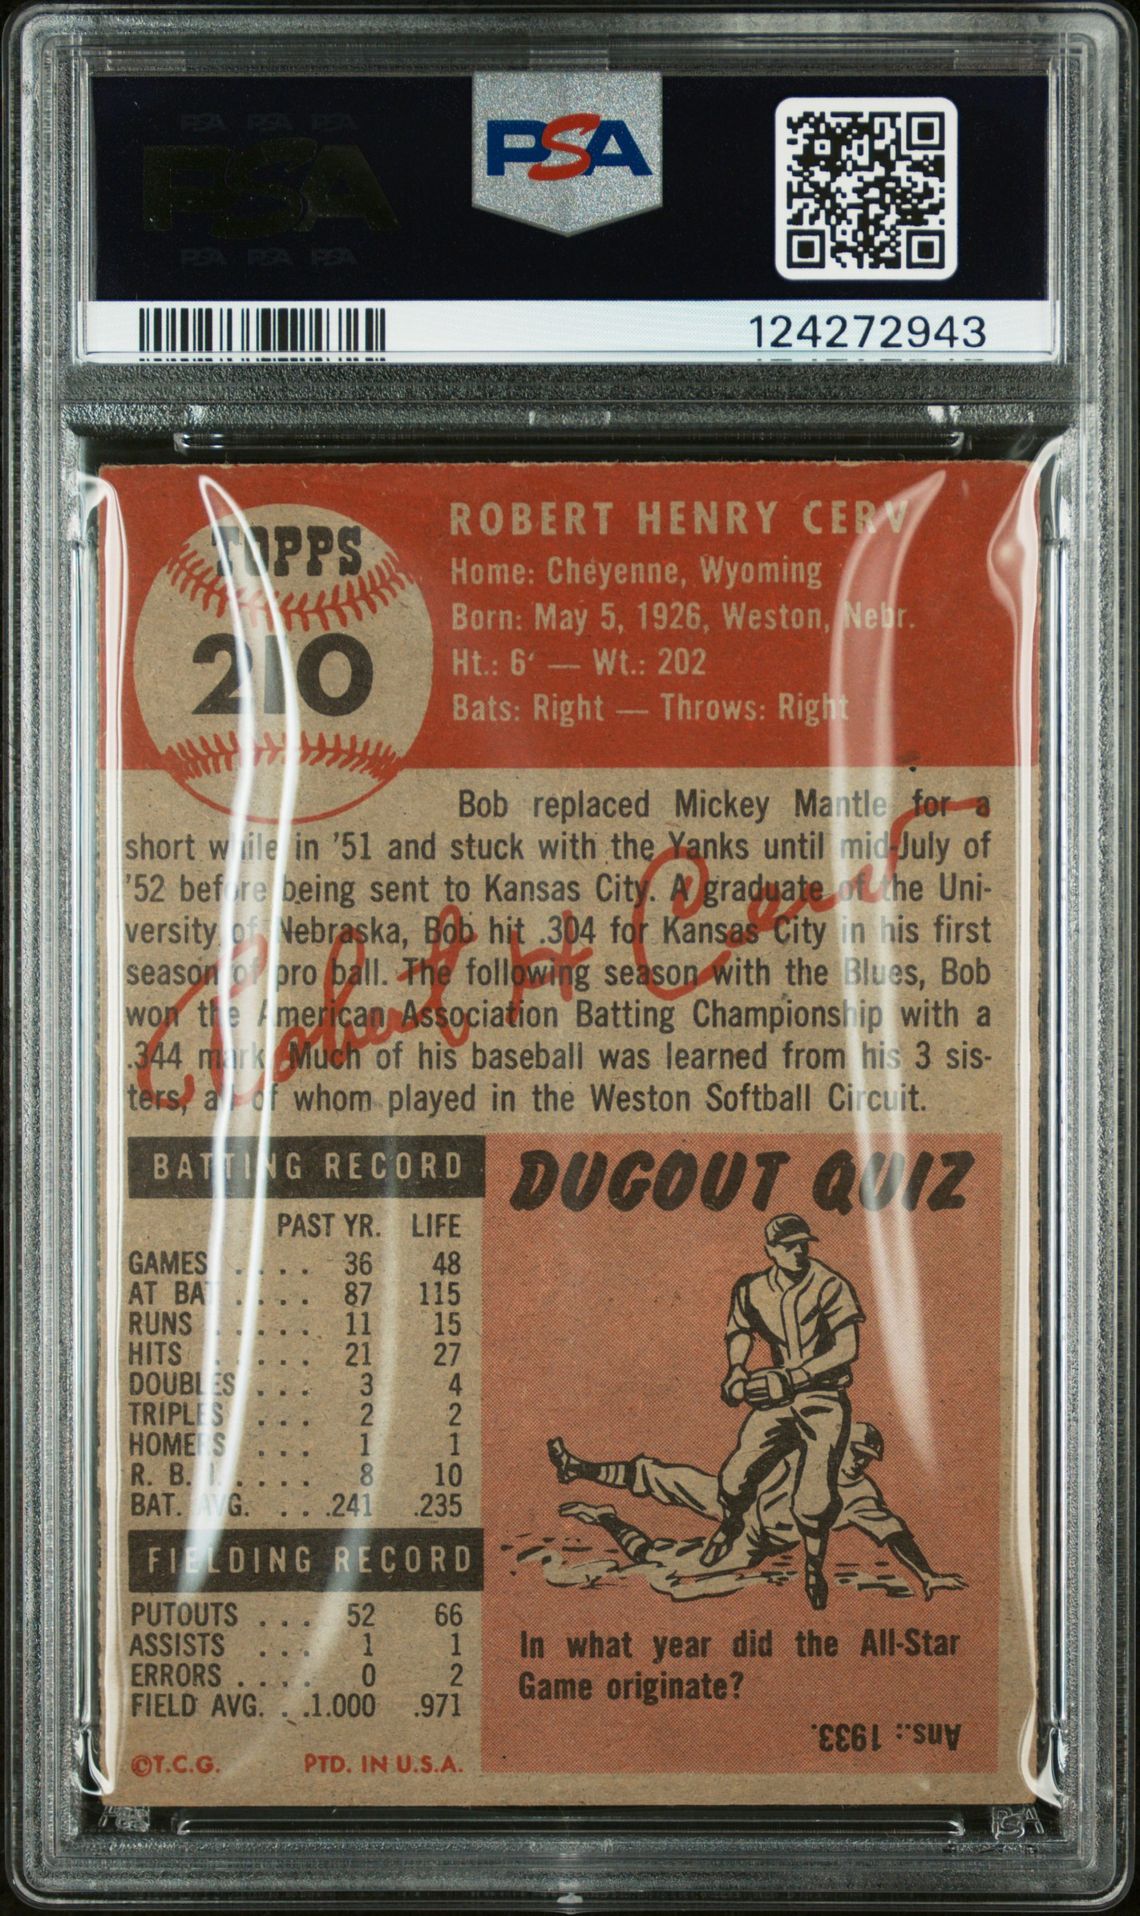 PSA PSA PSA
PSA
PSA PSA PSA
PSA
124272943
TOPPS
210
ROBERT HENRY CERV
Home: Cheyenne, Wyoming
Born: May 5, 1926, Weston, Nebr.
Ht.: 6' — Wt.: 202
Bats: Right — Throws: Right
Bob replaced Mickey Mantle for a
short while in '51 and stuck with the Yanks until mid-July of
'52 before being sent to Kansas City. A graduate of the Uni-
versity of Nebraska, Bob hit .304 for Kansas City in his first
season of pro ball. The following season with the Blues, Bob
won the American Association Batting Championship with a
.344 mark. Much of his baseball was learned from his 3 sis-
ters, all of whom played in the Weston Softball Circuit.
Robert H Cerv
BATTING RECORD
PAST YR. LIFE
GAMES . . . . 36 48
AT BAT . . . . 87 115
RUNS . . . . . 11 15
HITS . . . . . 21 27
DOUBLES . . . 3 4
TRIPLES . . . 2 2
HOMERS . . . 1 1
R. B. I. . . . . 8 10
BAT. AVG. . . .241 .235
FIELDING RECORD
PUTOUTS . . . 52 66
ASSISTS . . . 1 1
ERRORS . . . . 0 2
FIELD AVG. . .1.000 .971
©T.C.G. PTD. IN U.S.A.
DUGOUT QUIZ
In what year did the All-Star
Game originate?
Ans.: 1933.
PSA
PSA